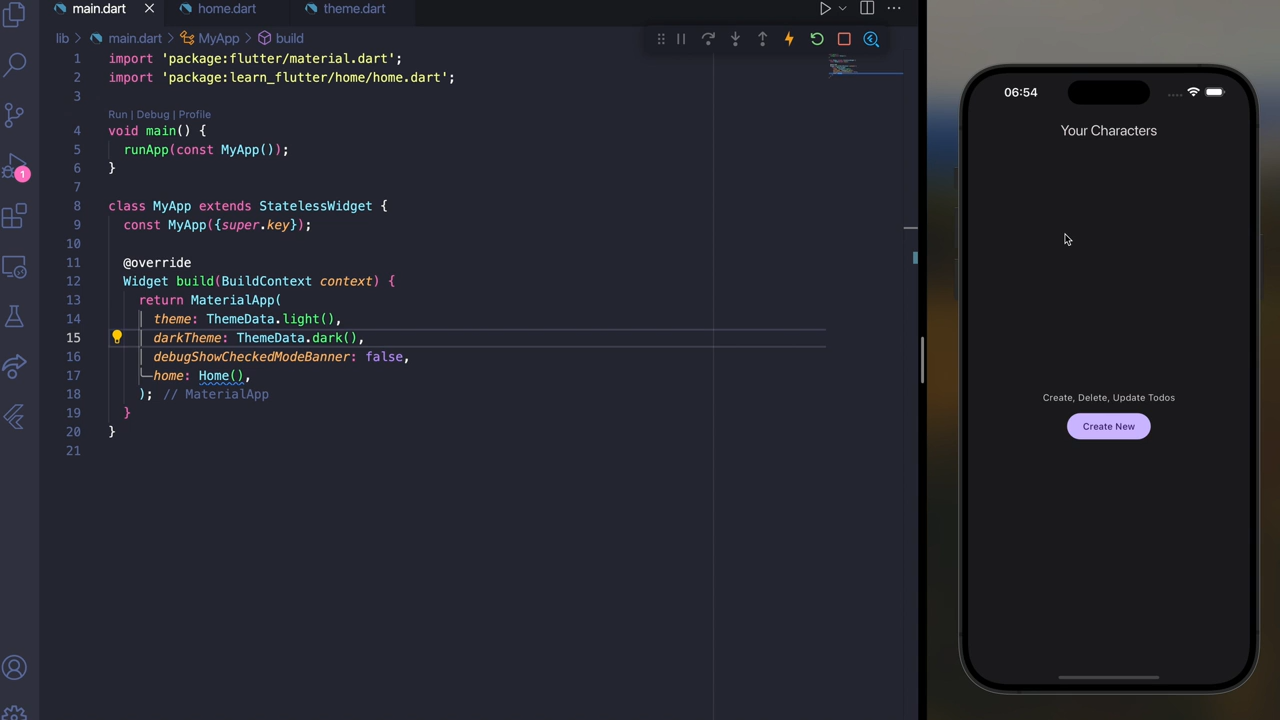 main.dart
home.dart
theme.dart
lib > main.dart > MyApp > build
1 import 'package:flutter/material.dart';
2 import 'package:learn_flutter/home/home.dart';
3
Run | Debug | Profile
4 void main() {
5 runApp(const MyApp());
6 }
7
8 class MyApp extends StatelessWidget {
9 const MyApp({super.key});
10
11 @override
12 Widget build(BuildContext context) {
13 return MaterialApp(
14 theme: ThemeData.light(),
15 darkTheme: ThemeData.dark(),
16 debugShowCheckedModeBanner: false,
17 home: Home(),
18 ); // MaterialApp
19 }
20 }
21
1
06:54
Your Characters
Create, Delete, Update Todos
Create New